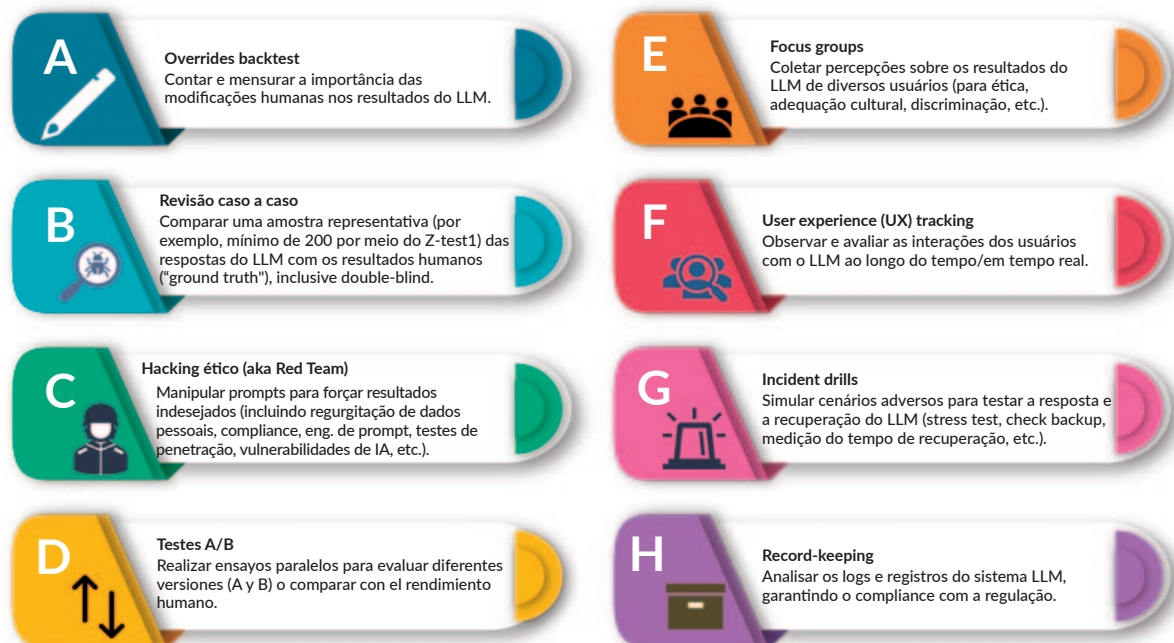 A
Overrides backtest
Contar e mensurar a importância das
modificações humanas nos resultados do LLM.
B
Revisão caso a caso
Comparar uma amostra representativa (por
exemplo, mínimo de 200 por meio do Z-test1) das
respostas do LLM com os resultados humanos
("ground truth"), inclusive double-blind.
C
Hacking ético (aka Red Team)
Manipular prompts para forçar resultados
indesejados (incluindo regurgitação de dados
pessoais, compliance, eng. de prompt, testes de
penetração, vulnerabilidades de IA, etc.).
D
Testes A/B
Realizar ensayos paralelos para evaluar diferentes
versiones (A y B) o comparar con el rendimiento
humano.
E
Focus groups
Coletar percepções sobre os resultados do
LLM de diversos usuários (para ética,
adequação cultural, discriminação, etc.).
F
User experience (UX) tracking
Observar e avaliar as interações dos usuários
com o LLM ao longo do tempo/em tempo real.
G
Incident drills
Simular cenários adversos para testar a resposta e
a recuperação do LLM (stress test, check backup,
medição do tempo de recuperação, etc.).
H
Record-keeping
Analisar os logs e registros do sistema LLM,
garantindo o compliance com a regulação.